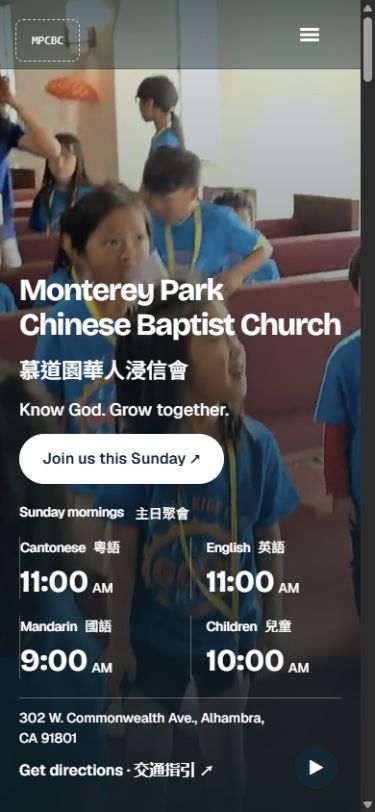 MPCBC
Monterey Park
Chinese Baptist Church
慕道園華人浸信會
Know God. Grow together.
Join us this Sunday ↗
Sunday mornings 主日聚會
Cantonese 粵語
11:00 AM
English 英語
11:00 AM
Mandarin 國語
9:00 AM
Children 兒童
10:00 AM
302 W. Commonwealth Ave., Alhambra,
CA 91801
Get directions · 交通指引 ↗